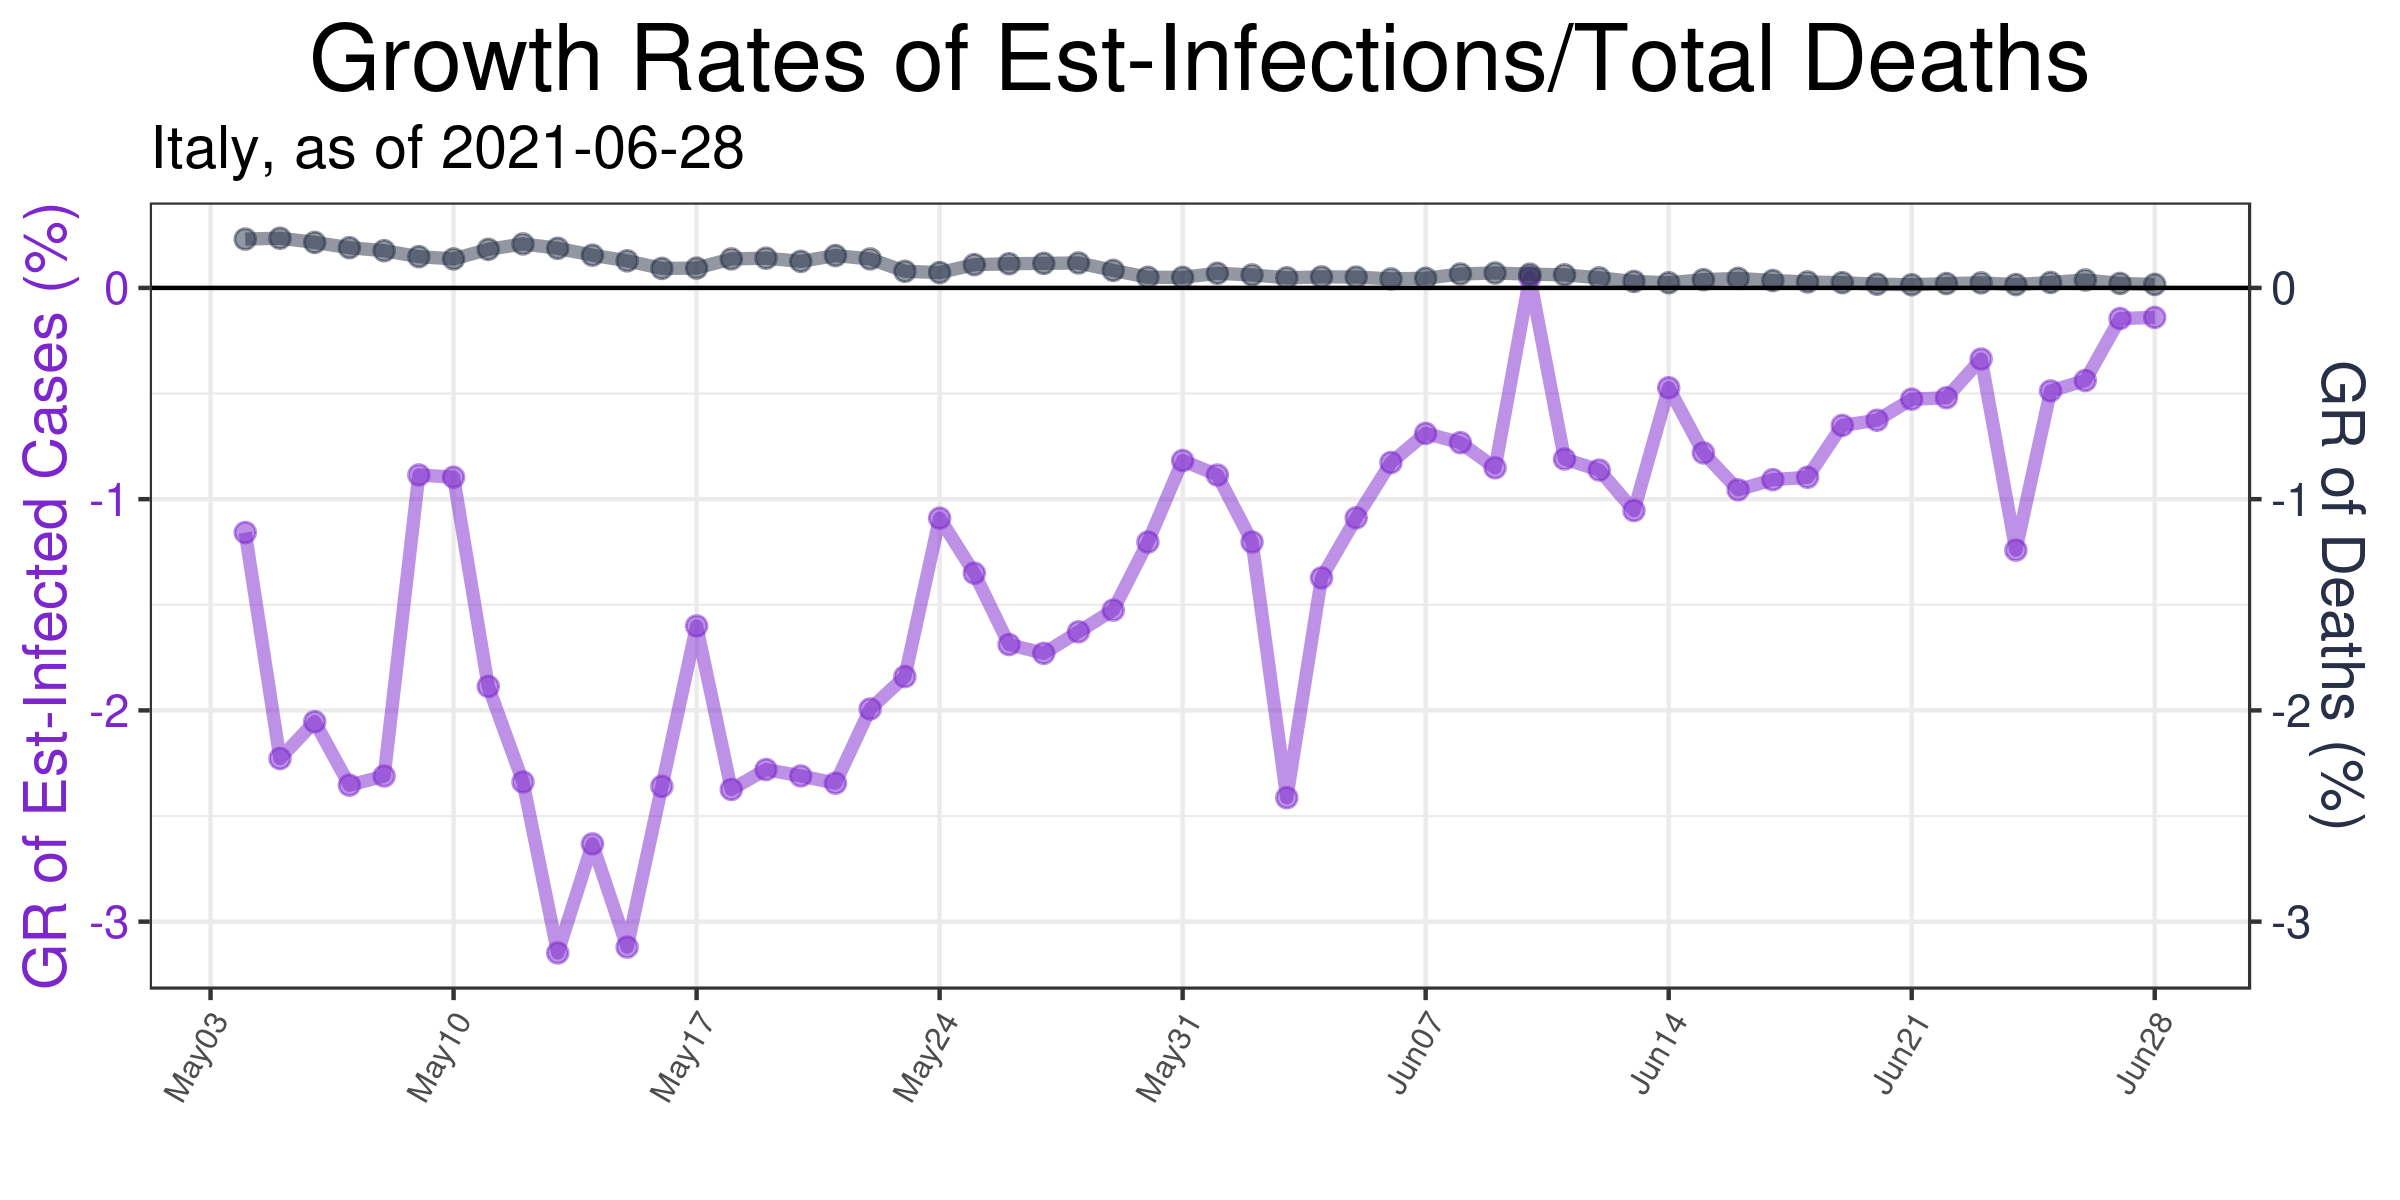 Growth Rates of Est-Infections/Total Deaths
Italy, as of 2021-06-28
GR of Est-Infected Cases (%)
0
-1
-2
-3
0
-1
-2
-3
GR of Deaths (%)
May03
May10
May17
May24
May31
Jun07
Jun14
Jun21
Jun28